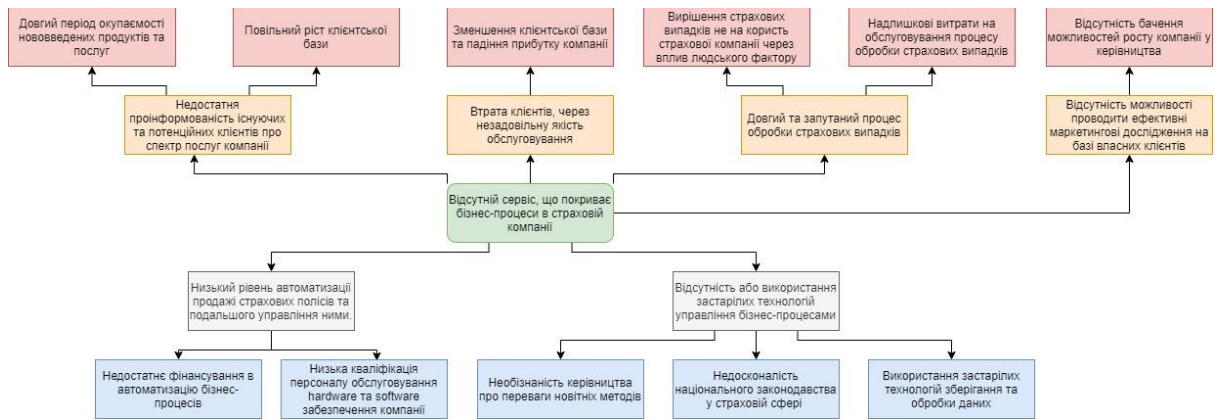 Довгий період окупаємості
нововведених продуктів та
послуг
Повільний ріст клієнтської
бази
Зменшення клієнтської бази
та падіння прибутку компанії
Вирішення страхових
випадків не на користь
страхової компанії через
вплив людського фактору
Надлишкові витрати на
обслуговування процесу
обробки страхових випадків
Відсутність бачення
можливостей росту компанії у
керівництва
Недостатня
проінформованість існуючих
та потенційних клієнтів про
спектр послуг компанії
Втрата клієнтів, через
незадовільну якість
обслуговування
Довгий та запутаний процес
обробки страхових випадків
Відсутність можливості
проводити ефективні
маркетингові дослідження на
базі власних клієнтів
Відсутній сервіс, що покриває
бізнес-процеси в страховій
компанії
Низький рівень автоматизації
продажі страхових полісів та
подальшого управління ними.
Відсутність або використання
застарілих технологій
управління бізнес-процесами
Недостатнє фінансування в
автоматизацію бізнес-
процесів
Низька кваліфікація
персоналу обслуговування
hardware та software
забезпечення компанії
Необізнаність керівництва
про переваги новітніх методів
Недосконалість
національного законодавства
у страховій сфері
Використання застарілих
технологій зберігання та
обробки даних